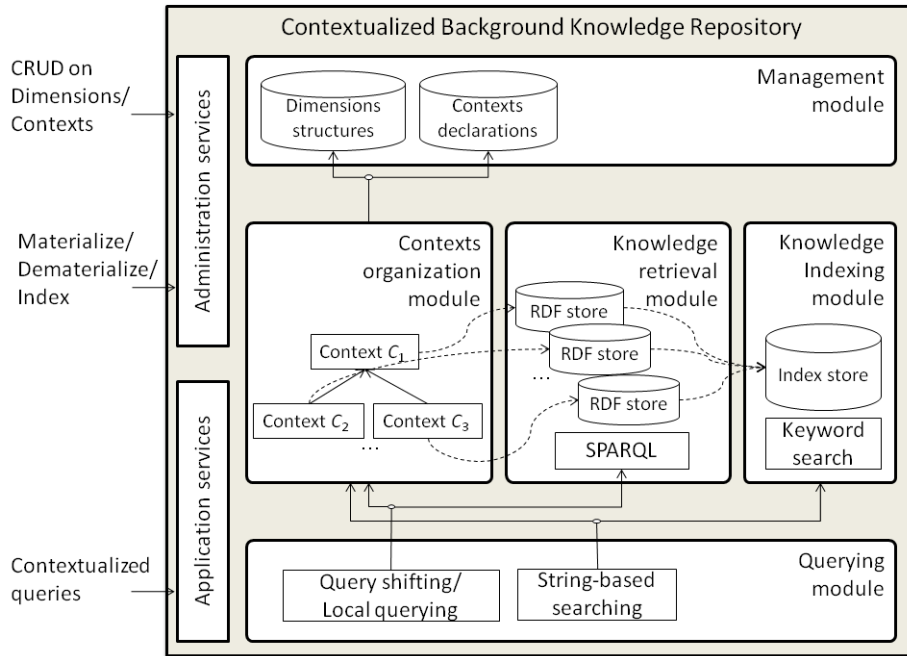 Contextualized Background Knowledge Repository
CRUD on
Dimensions/
Contexts
Administration services
Dimensions
structures
Contexts
declarations
Management
module
Materialize/
Dematerialize/
Index
Contexts
organization
module
Context C1
Context C2
Context C3
...
Knowledge
retrieval
module
RDF store
RDF store
...
RDF store
SPARQL
Knowledge
Indexing
module
Index store
Keyword
search
Application services
Contextualized
queries
Query shifting/
Local querying
String-based
searching
Querying
module